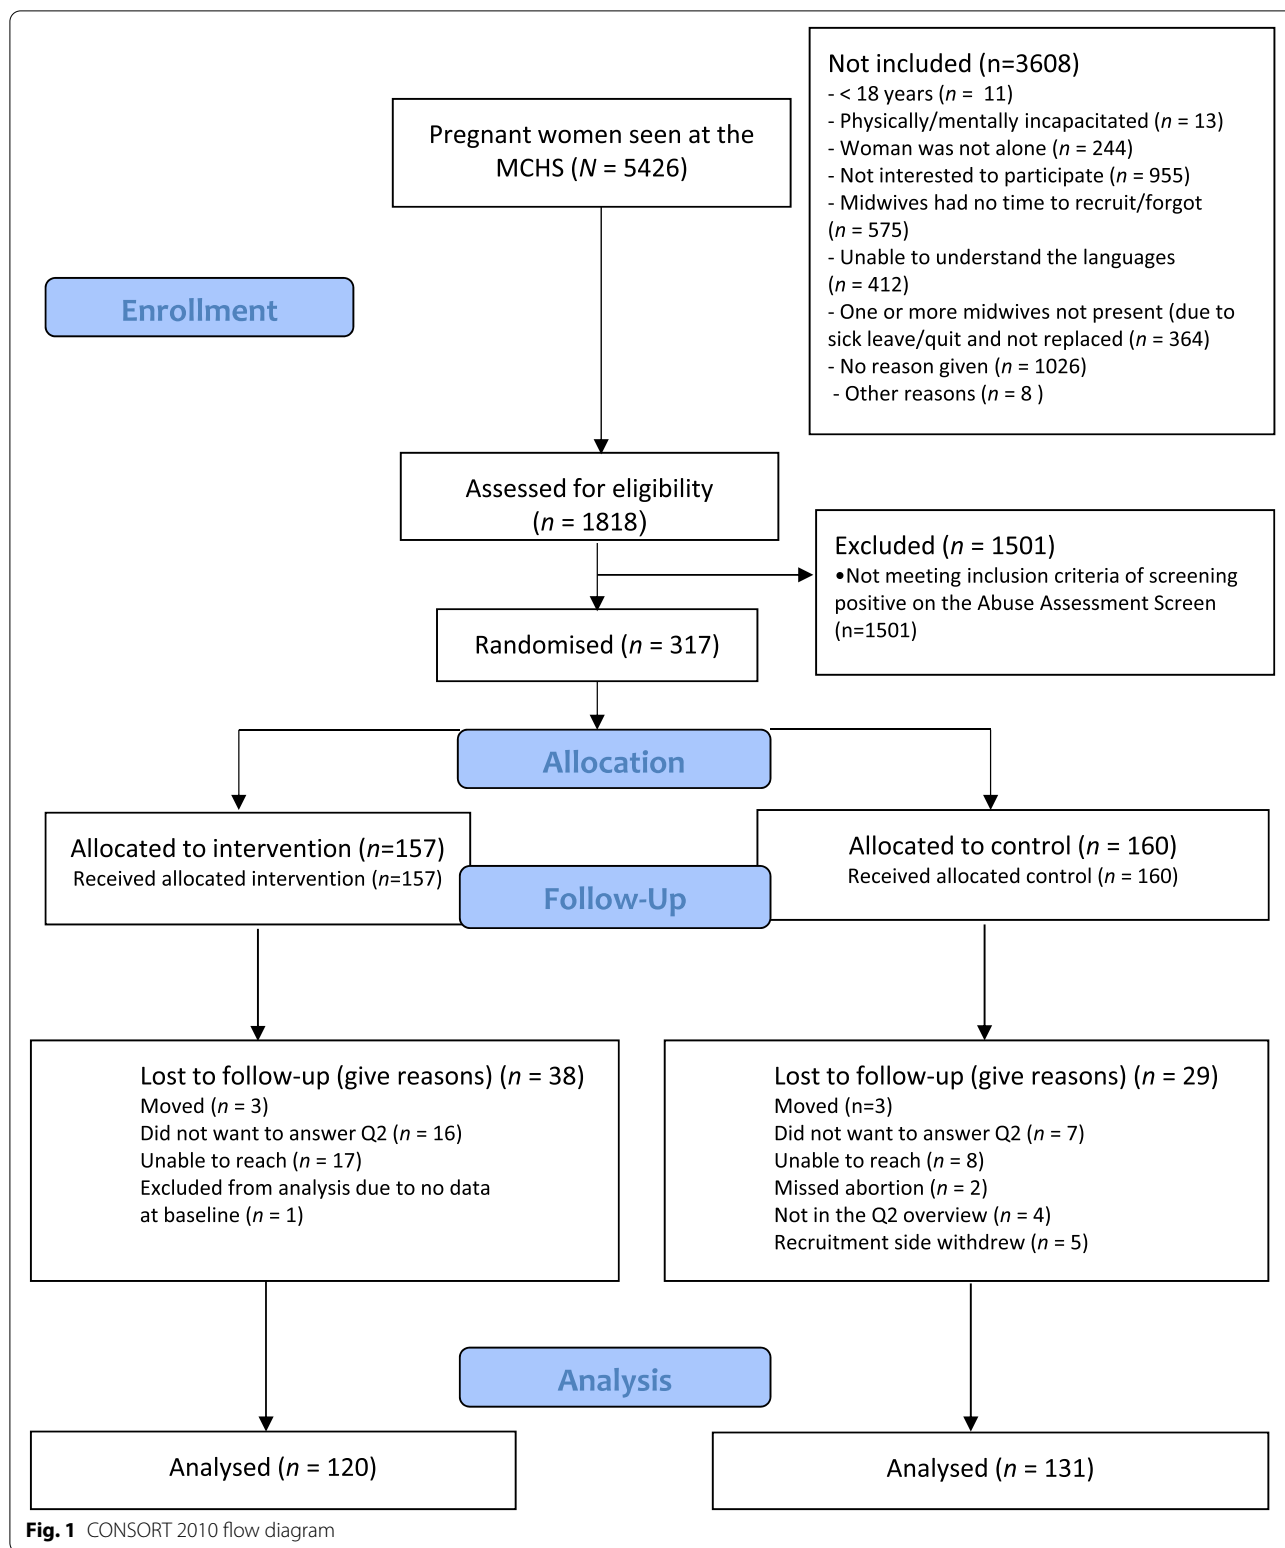 Pregnant women seen at the
MCHS (N = 5426)
Not included (n=3608)
- < 18 years (n = 11)
- Physically/mentally incapacitated (n = 13)
- Woman was not alone (n = 244)
- Not interested to participate (n = 955)
- Midwives had no time to recruit/forgot
(n = 575)
- Unable to understand the languages
(n = 412)
- One or more midwives not present (due to
sick leave/quit and not replaced (n = 364)
- No reason given (n = 1026)
- Other reasons (n = 8 )
Enrollment
Assessed for eligibility
(n = 1818)
Excluded (n = 1501)
•Not meeting inclusion criteria of screening
positive on the Abuse Assessment Screen
(n=1501)
Randomised (n = 317)
Allocation
Allocated to intervention (n=157)
Received allocated intervention (n=157)
Allocated to control (n = 160)
Received allocated control (n = 160)
Follow-Up
Lost to follow-up (give reasons) (n = 38)
Moved (n = 3)
Did not want to answer Q2 (n = 16)
Unable to reach (n = 17)
Excluded from analysis due to no data
at baseline (n = 1)
Lost to follow-up (give reasons) (n = 29)
Moved (n=3)
Did not want to answer Q2 (n = 7)
Unable to reach (n = 8)
Missed abortion (n = 2)
Not in the Q2 overview (n = 4)
Recruitment side withdrew (n = 5)
Analysis
Analysed (n = 120)
Analysed (n = 131)
Fig. 1 CONSORT 2010 flow diagram